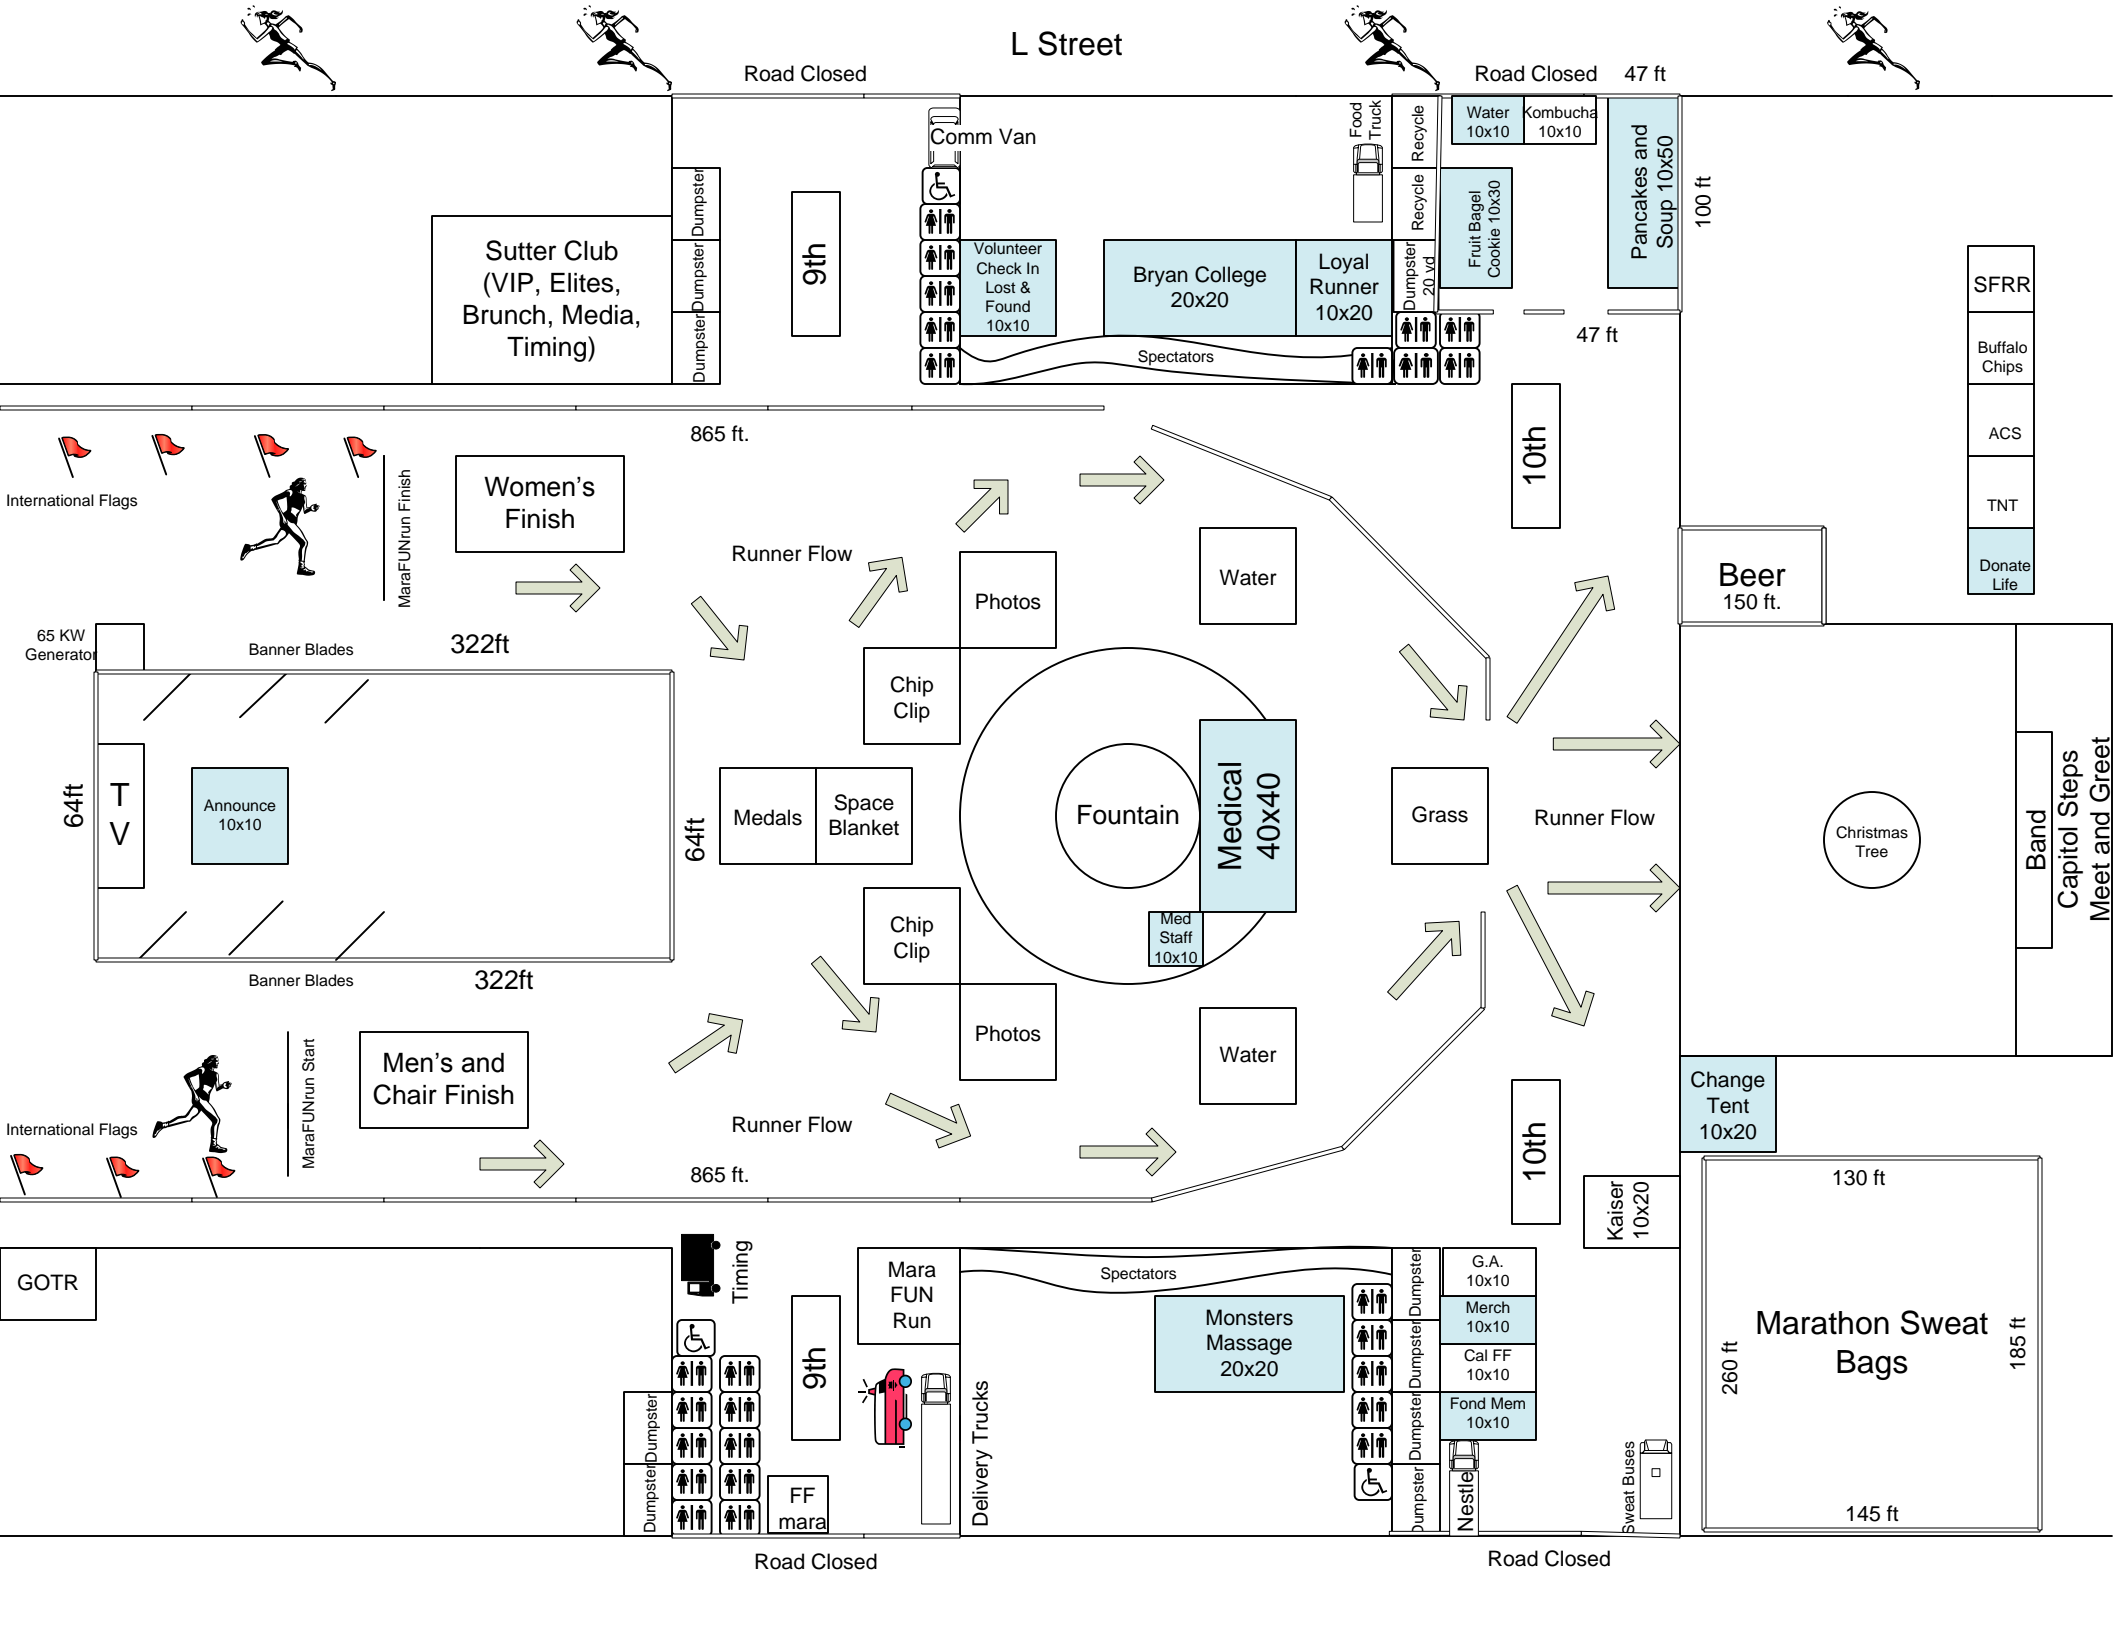 L Street
Road Closed
Road Closed
47 ft
Comm Van
Food
Truck
Recycle
Recycle
Dumpster
20 yd
Water
10x10
Kombucha
10x10
Pancakes and
Soup 10x50
100 ft
Fruit Bagel
Cookie 10x30
47 ft
Sutter Club
(VIP, Elites,
Brunch, Media,
Timing)
Dumpster
Dumpster
Dumpster
9th
Volunteer
Check In
Lost &
Found
10x10
Bryan College
20x20
Loyal
Runner
10x20
Spectators
SFRR
Buffalo
Chips
ACS
TNT
Donate
Life
865 ft.
International Flags
MaraFUNrun Finish
Women's
Finish
Runner Flow
10th
Photos
Water
Beer
150 ft.
65 KW
Generator
Banner Blades
322ft
Chip
Clip
64ft
T
V
Announce
10x10
64ft
Medals
Space
Blanket
Fountain
Medical
40x40
Grass
Runner Flow
Christmas
Tree
Band
Capitol Steps
Meet and Greet
Chip
Clip
Med
Staff
10x10
Banner Blades
322ft
Photos
Water
MaraFUNrun Start
Men's and
Chair Finish
International Flags
Runner Flow
865 ft.
10th
Change
Tent
10x20
Kaiser
10x20
130 ft
260 ft
Marathon Sweat
Bags
185 ft
145 ft
GOTR
Timing
Mara
FUN
Run
9th
Spectators
Monsters
Massage
20x20
Dumpster
Dumpster
Dumpster
Dumpster
G.A.
10x10
Merch
10x10
Cal FF
10x10
Fond Mem
10x10
Nestle
Sweat Buses
Dumpster
Dumpster
FF
mara
Delivery Trucks
Road Closed
Road Closed